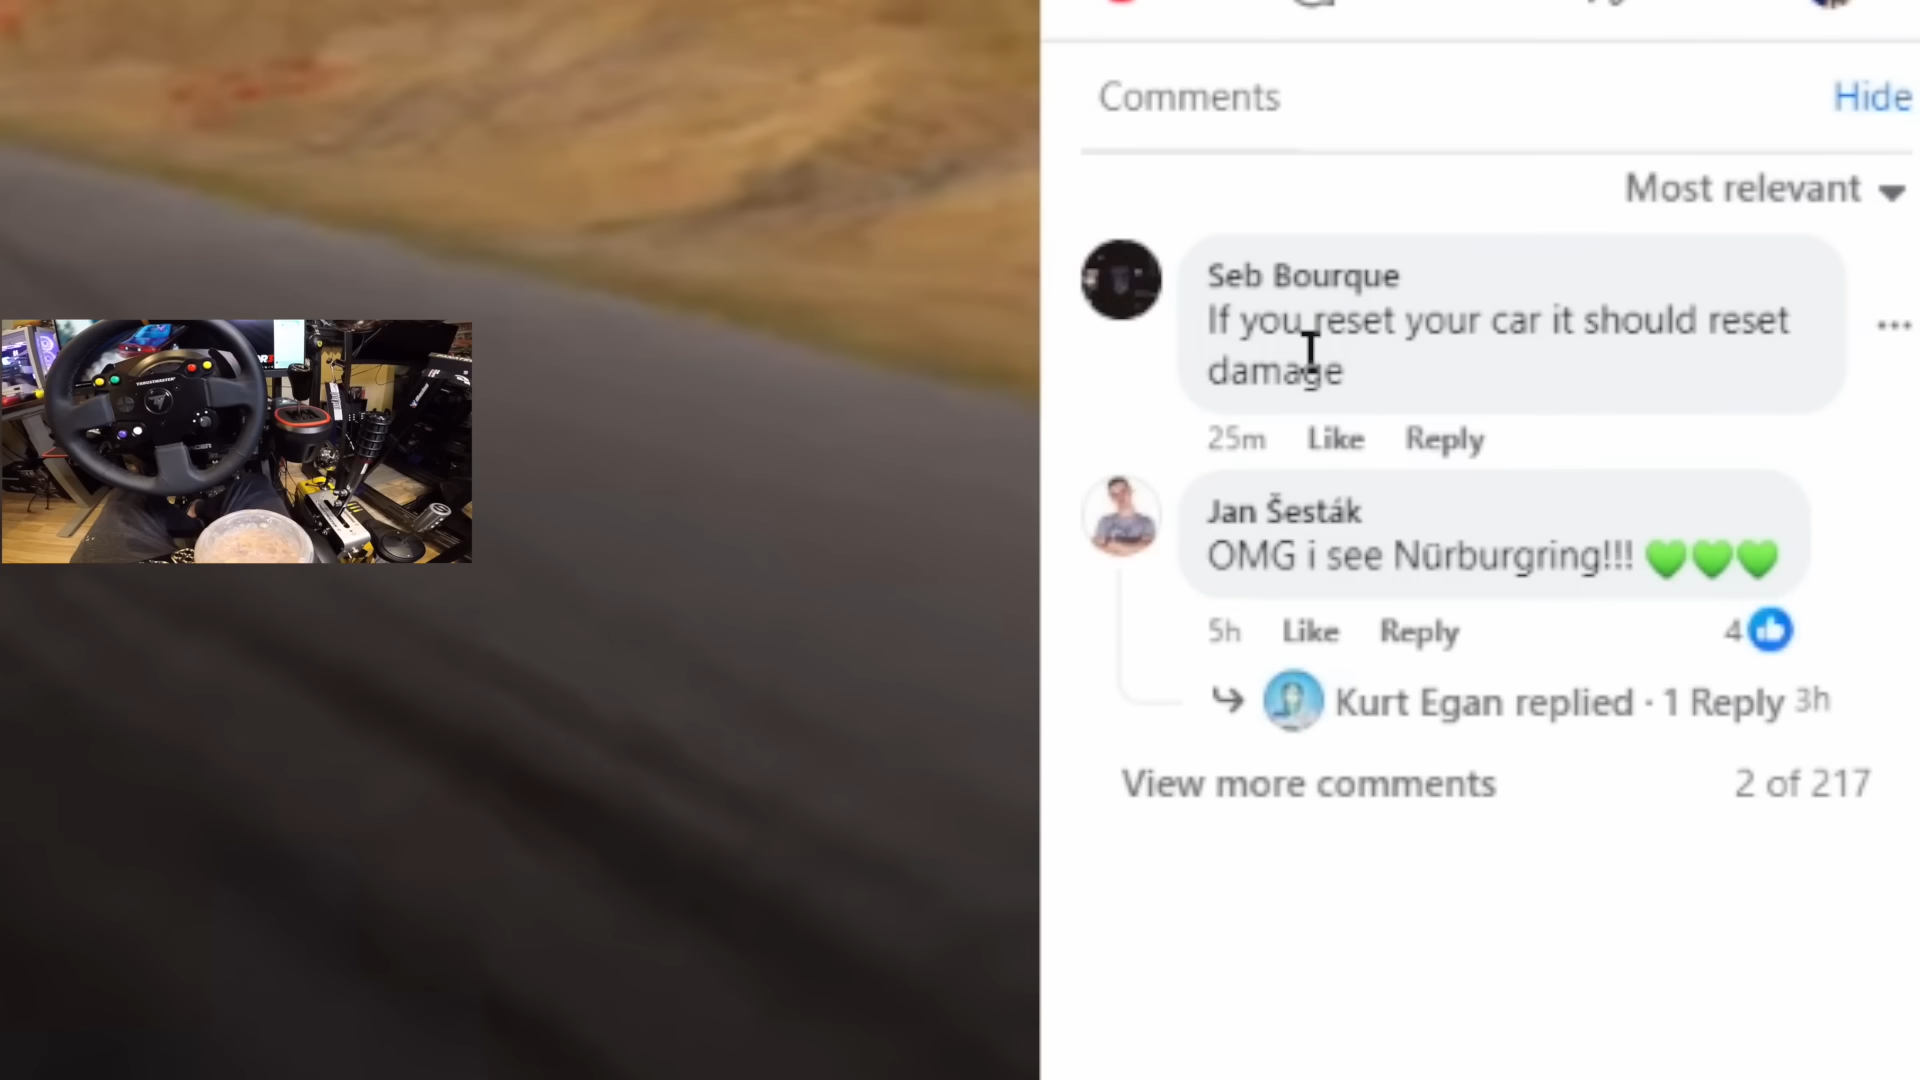 Comments
Hide
Most relevant
Seb Bourque
If you reset your car it should reset
damage
25m Like Reply
Jan Šesták
OMG i see Nürburgring!!! 💚💚💚
5h Like Reply 4
Kurt Egan replied · 1 Reply 3h
View more comments 2 of 217
THRUSTMASTER